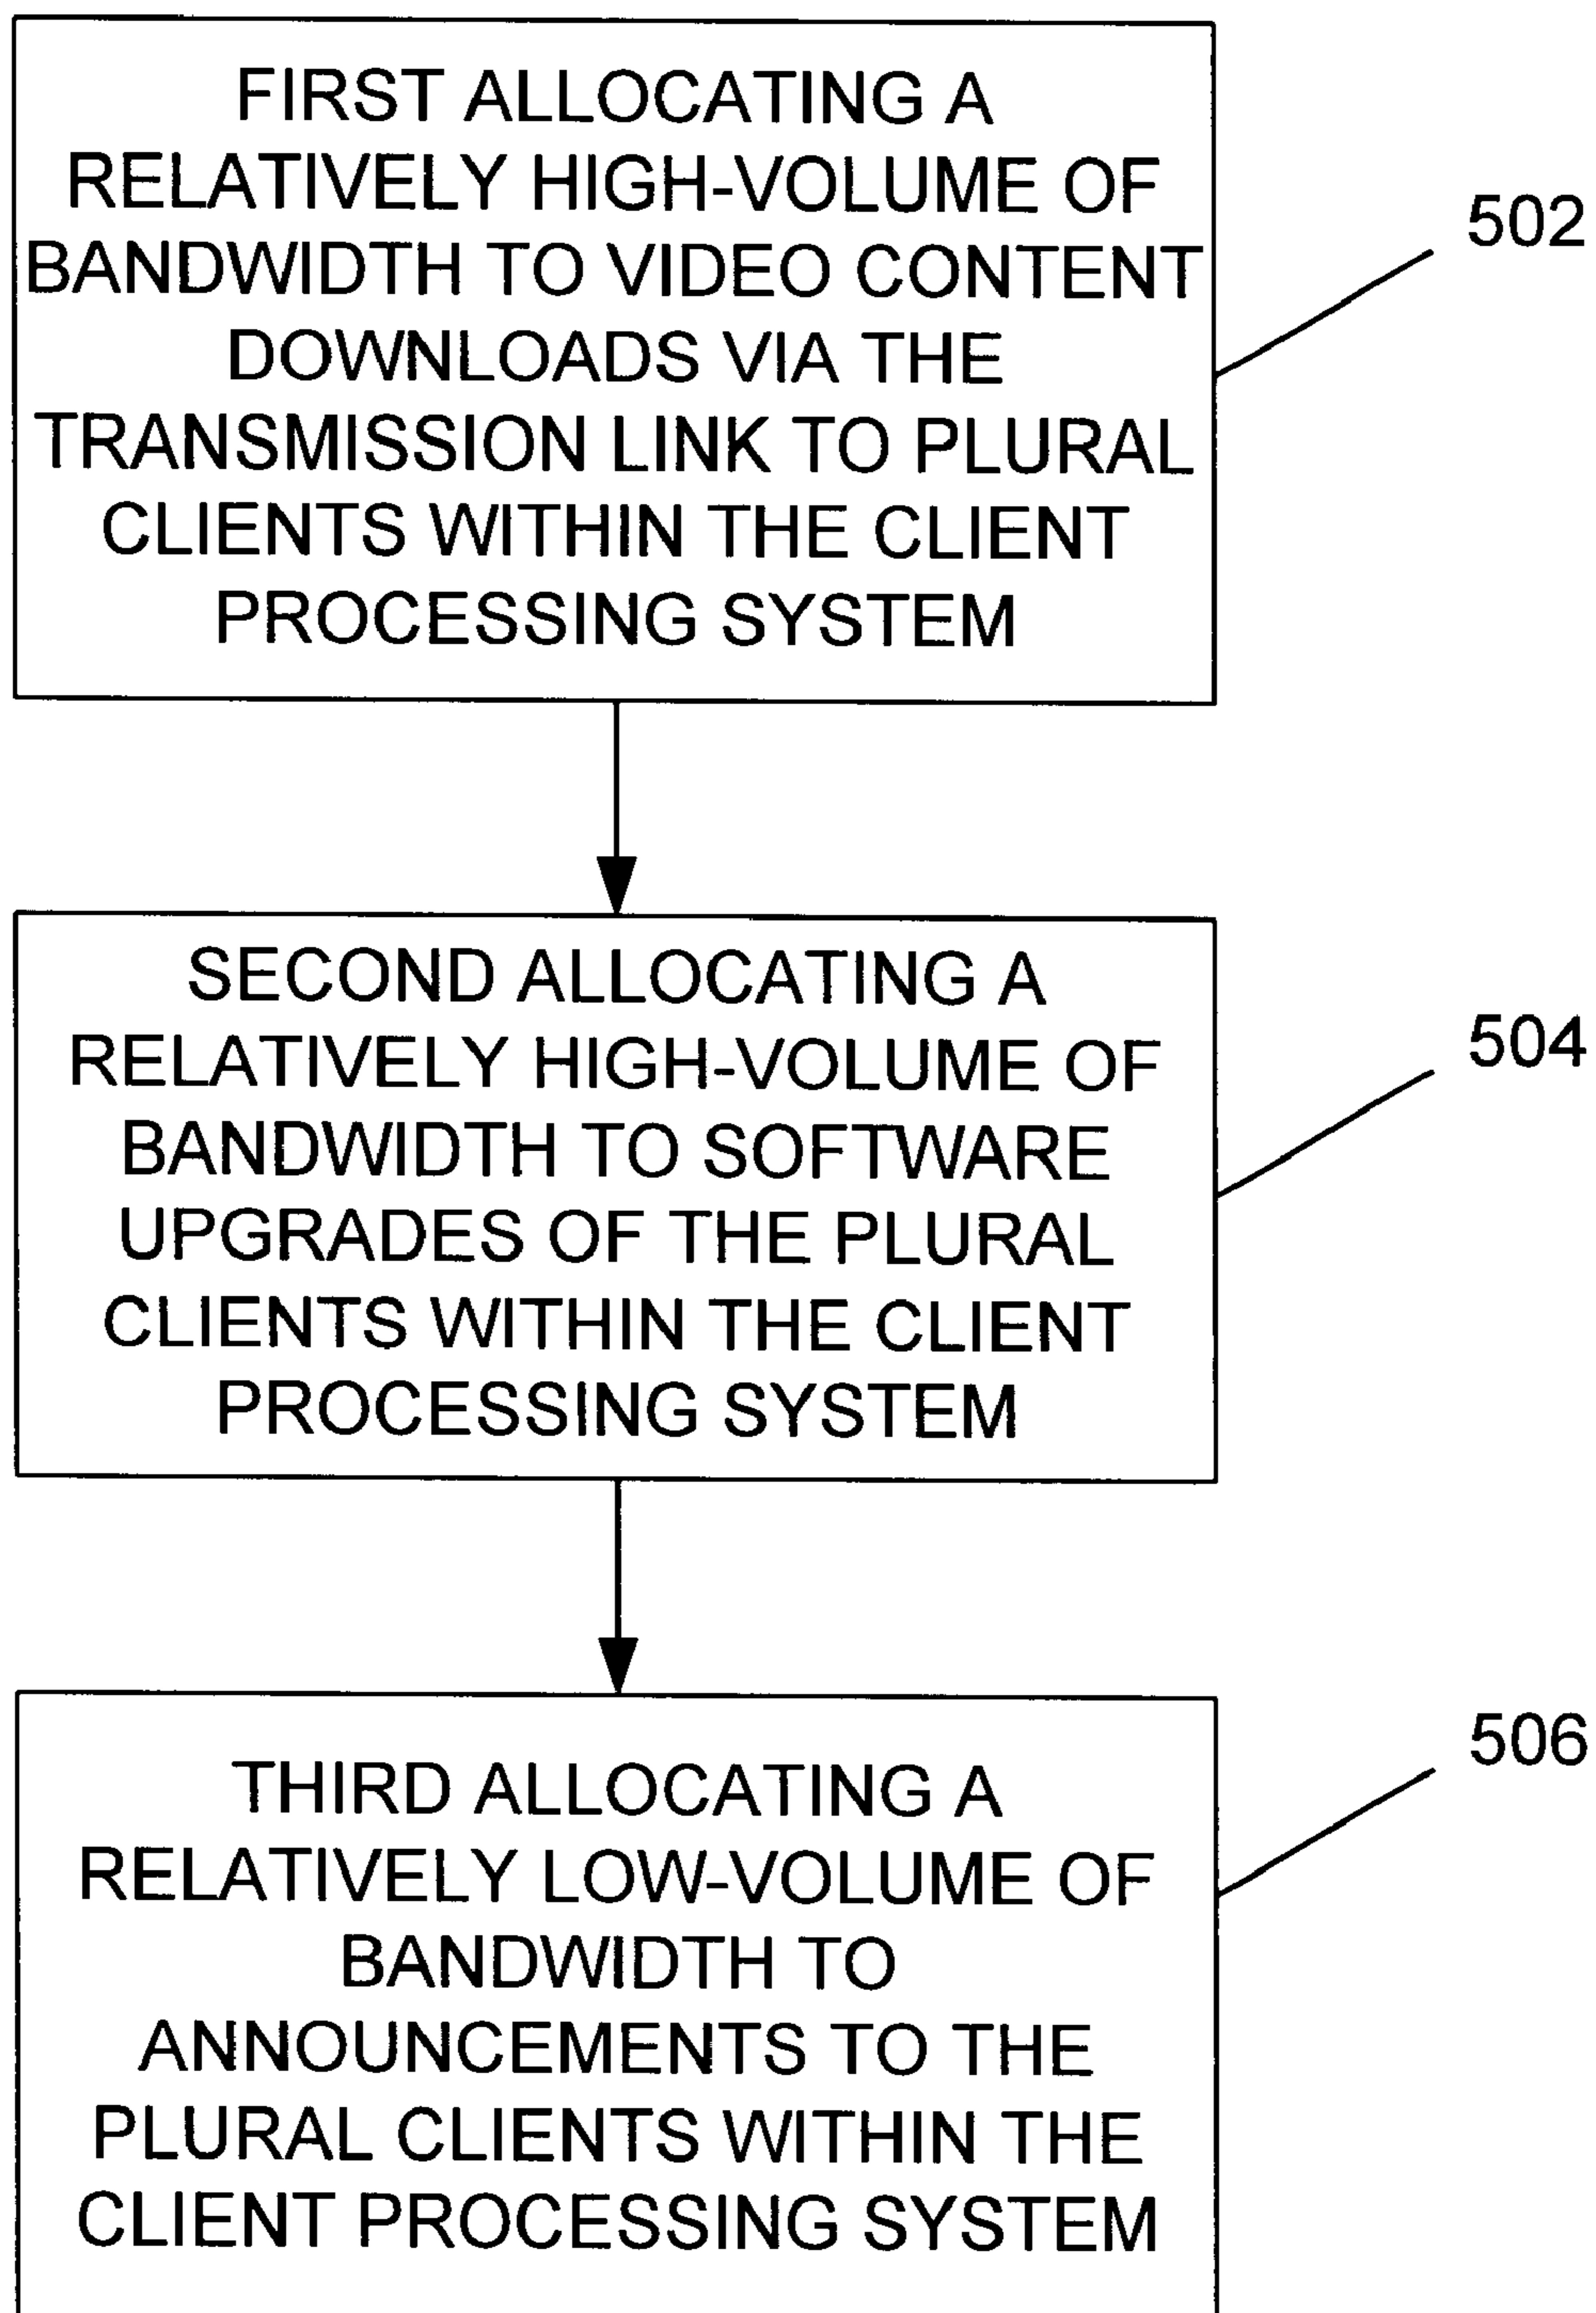 FIRST ALLOCATING A
RELATIVELY HIGH-VOLUME OF
BANDWIDTH TO VIDEO CONTENT
DOWNLOADS VIA THE
TRANSMISSION LINK TO PLURAL
CLIENTS WITHIN THE CLIENT
PROCESSING SYSTEM
502
SECOND ALLOCATING A
RELATIVELY HIGH-VOLUME OF
BANDWIDTH TO SOFTWARE
UPGRADES OF THE PLURAL
CLIENTS WITHIN THE CLIENT
PROCESSING SYSTEM
504
THIRD ALLOCATING A
RELATIVELY LOW-VOLUME OF
BANDWIDTH TO
ANNOUNCEMENTS TO THE
PLURAL CLIENTS WITHIN THE
CLIENT PROCESSING SYSTEM
506